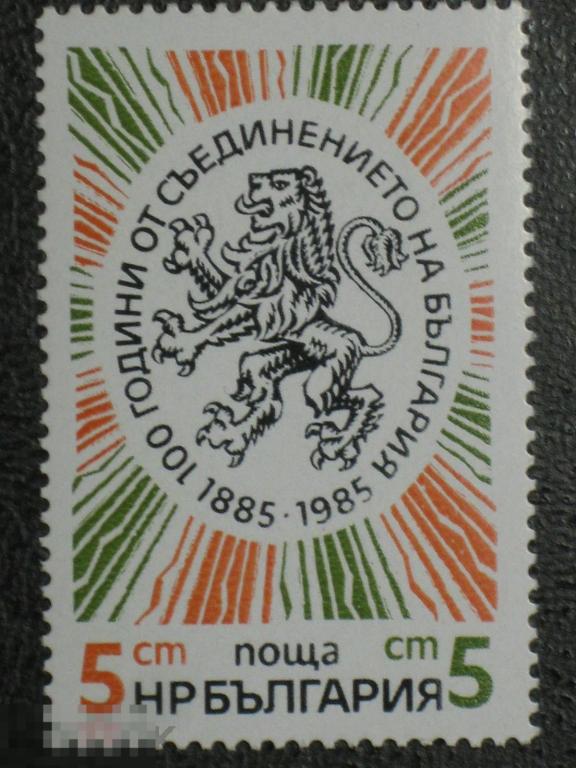 100 ГОДИНИ ОТ СЪЕДИНЕНИЕТО НА БЪЛГАРИЯ
1885 · 1985
5 ст поща ст 5
НР БЪЛГАРИЯ